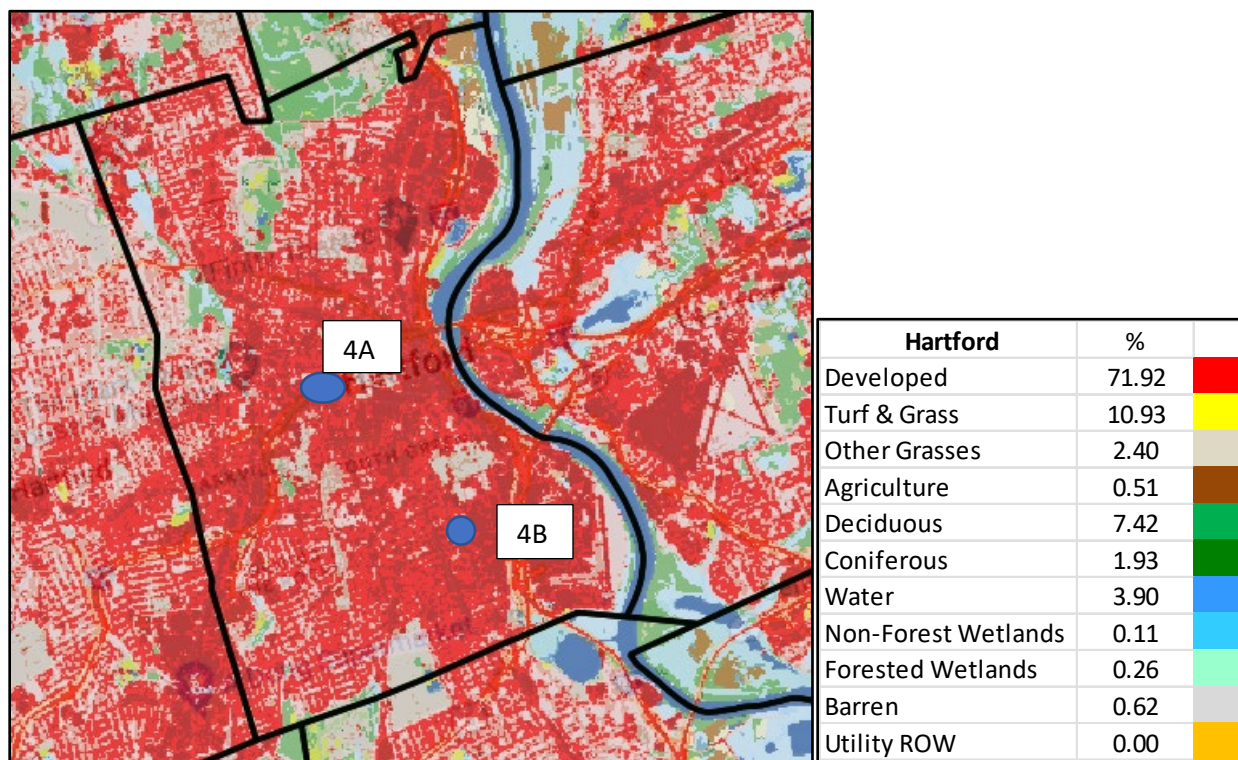 4A
4B
Hartford %
Developed 71.92
Turf & Grass 10.93
Other Grasses 2.40
Agriculture 0.51
Deciduous 7.42
Coniferous 1.93
Water 3.90
Non-Forest Wetlands 0.11
Forested Wetlands 0.26
Barren 0.62
Utility ROW 0.00